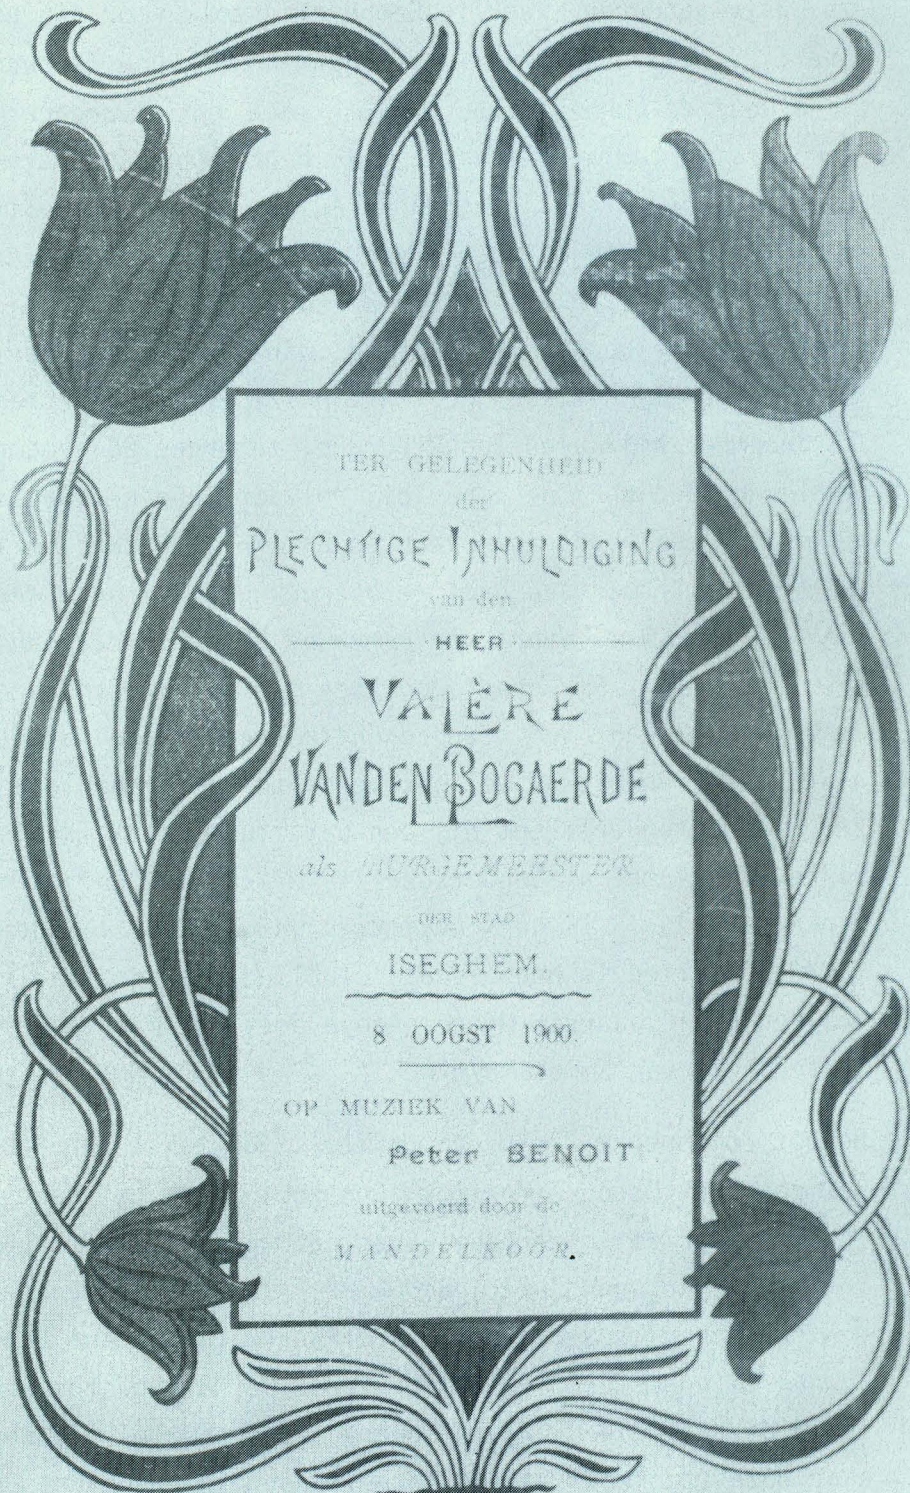 TER GELEGENHEID
der
PLECHTIGE INHULDIGING
van den
HEER
VALÈRE
VANDEN BOGAERDE
als BURGEMEESTER
DER STAD
ISEGHEM.
8 OOGST 1900.
OP MUZIEK VAN
Peter BENOIT
uitgevoerd door de
MANDELKOOR.